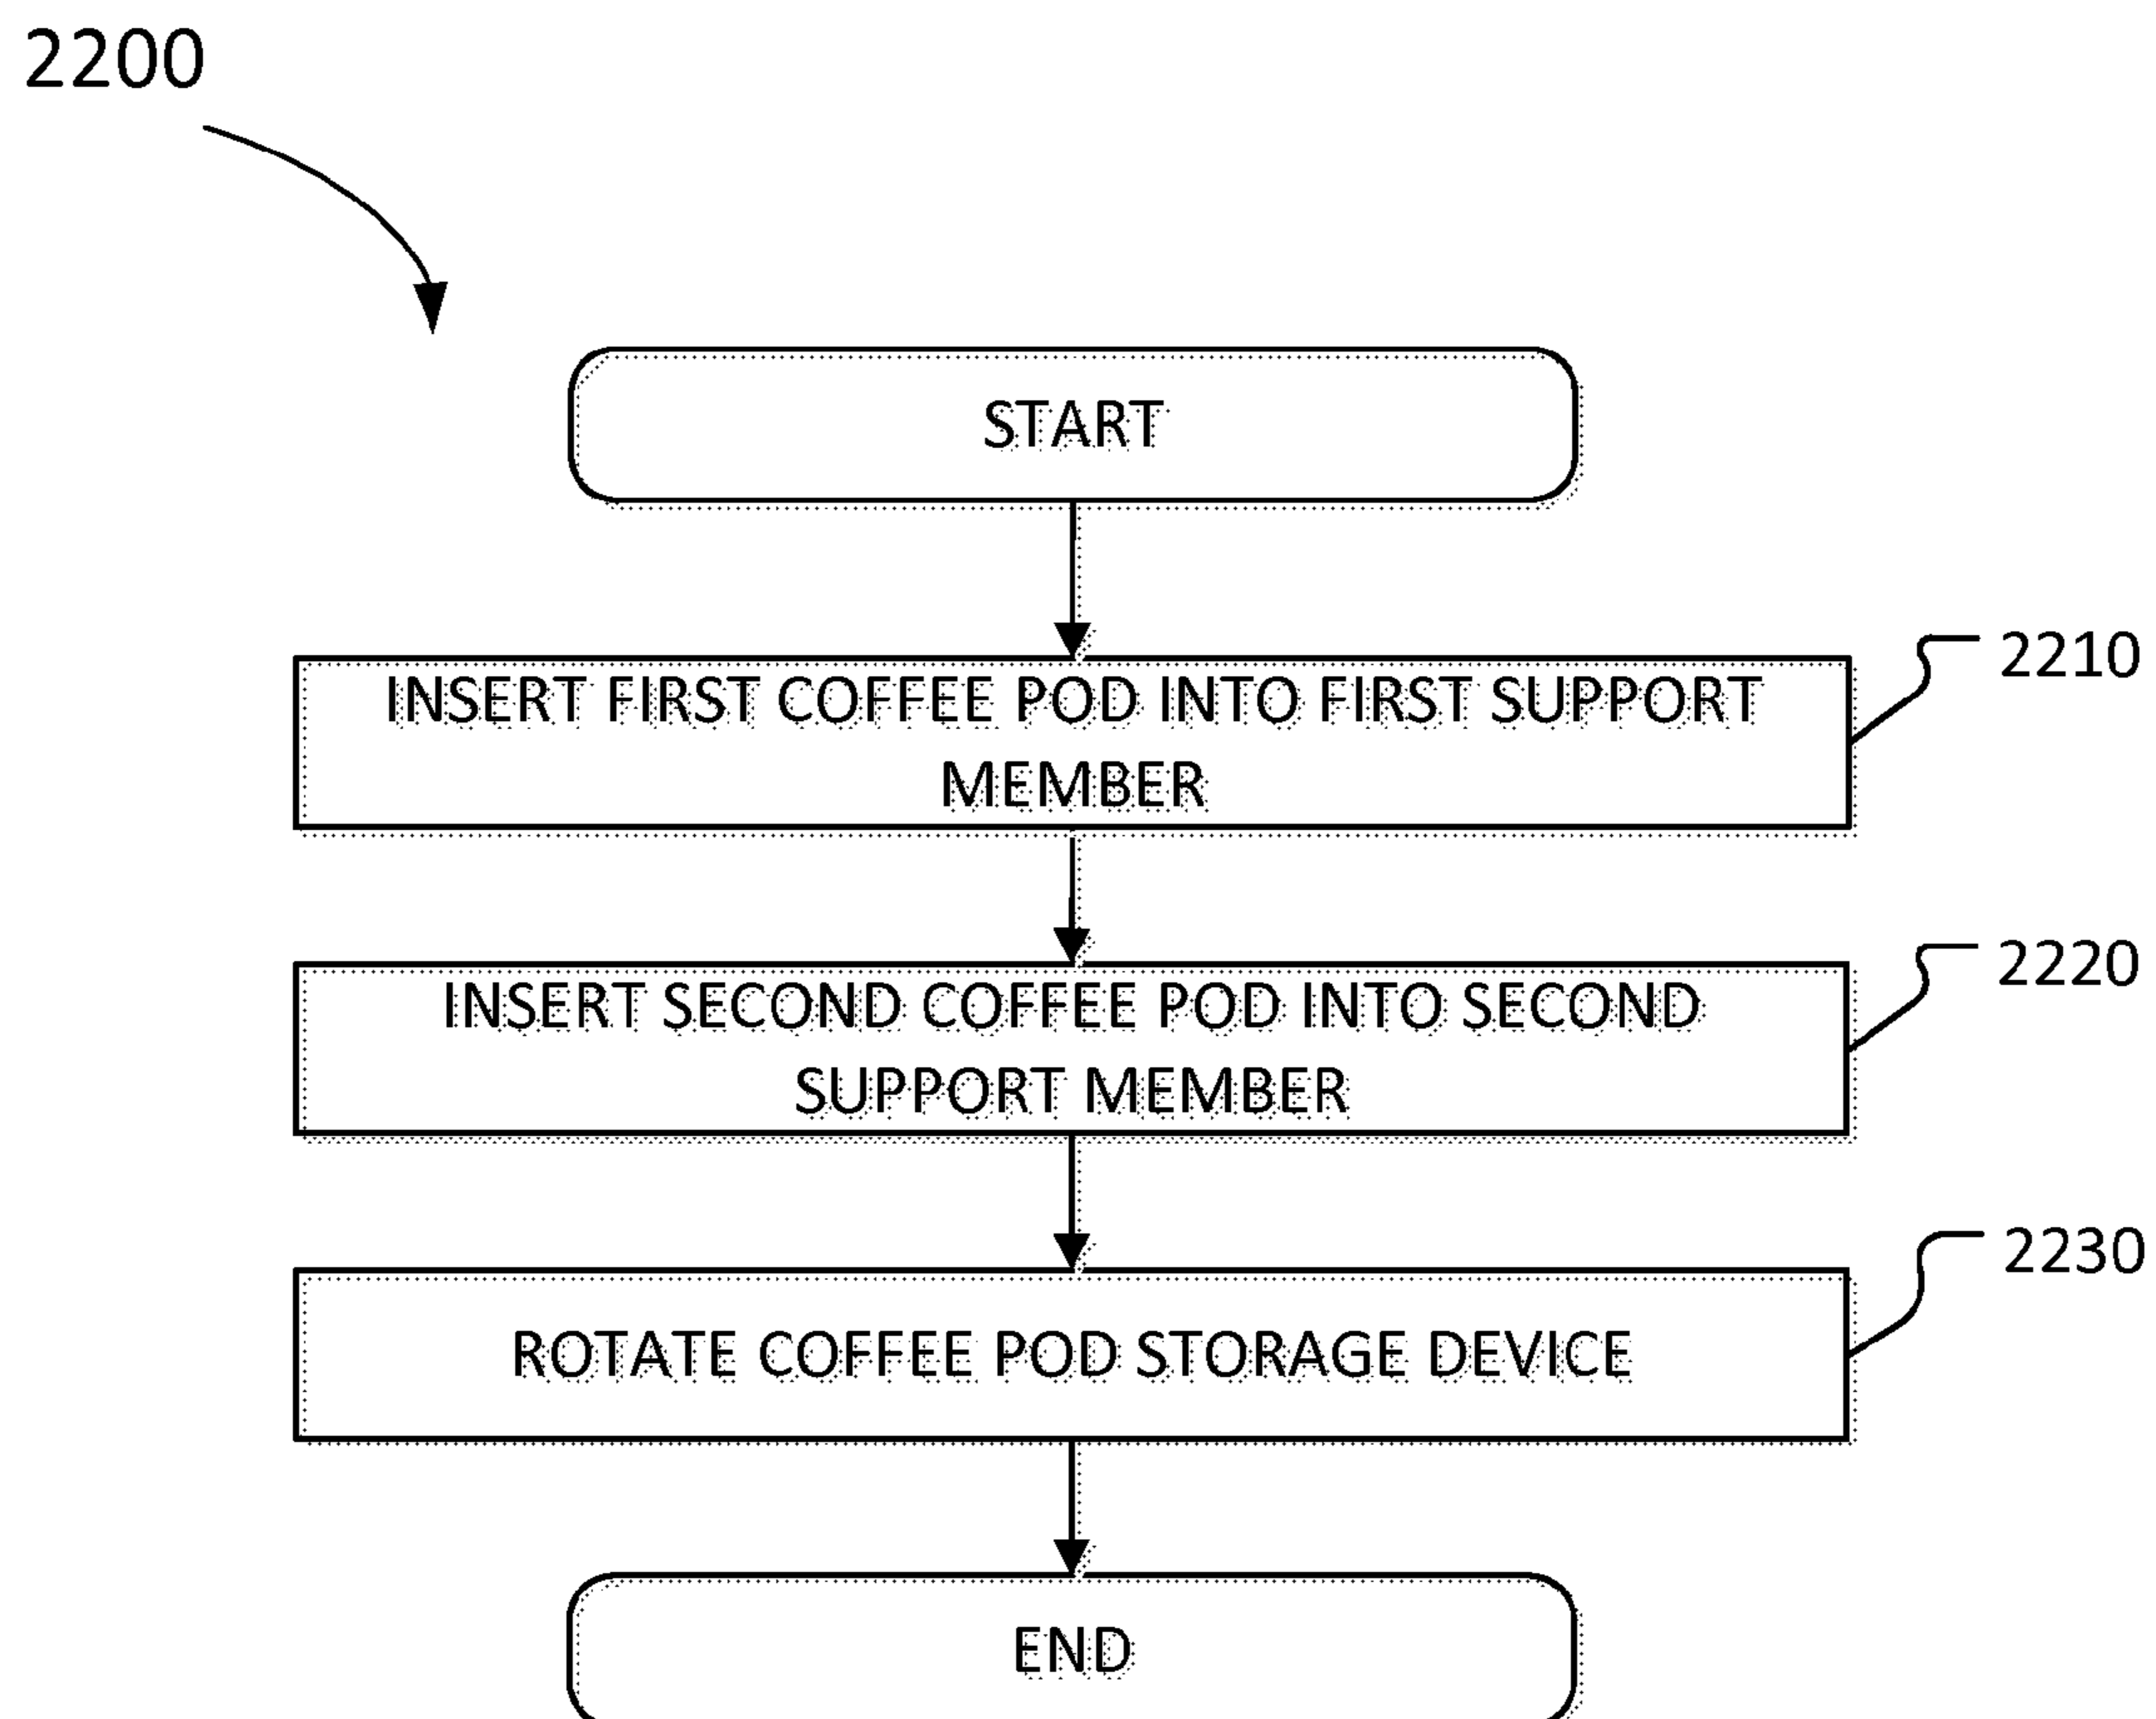 2200
START
INSERT FIRST COFFEE POD INTO FIRST SUPPORT
MEMBER
2210
INSERT SECOND COFFEE POD INTO SECOND
SUPPORT MEMBER
2220
ROTATE COFFEE POD STORAGE DEVICE
2230
END